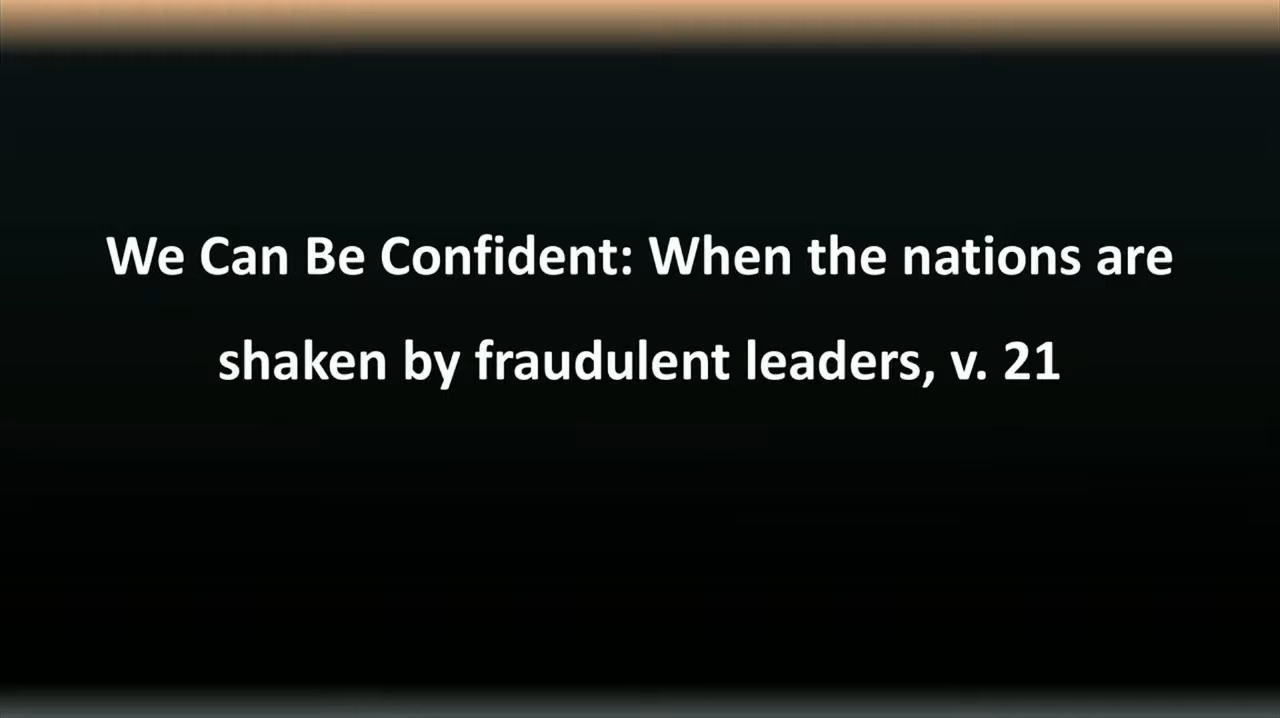 We Can Be Confident: When the nations are
shaken by fraudulent leaders, v. 21